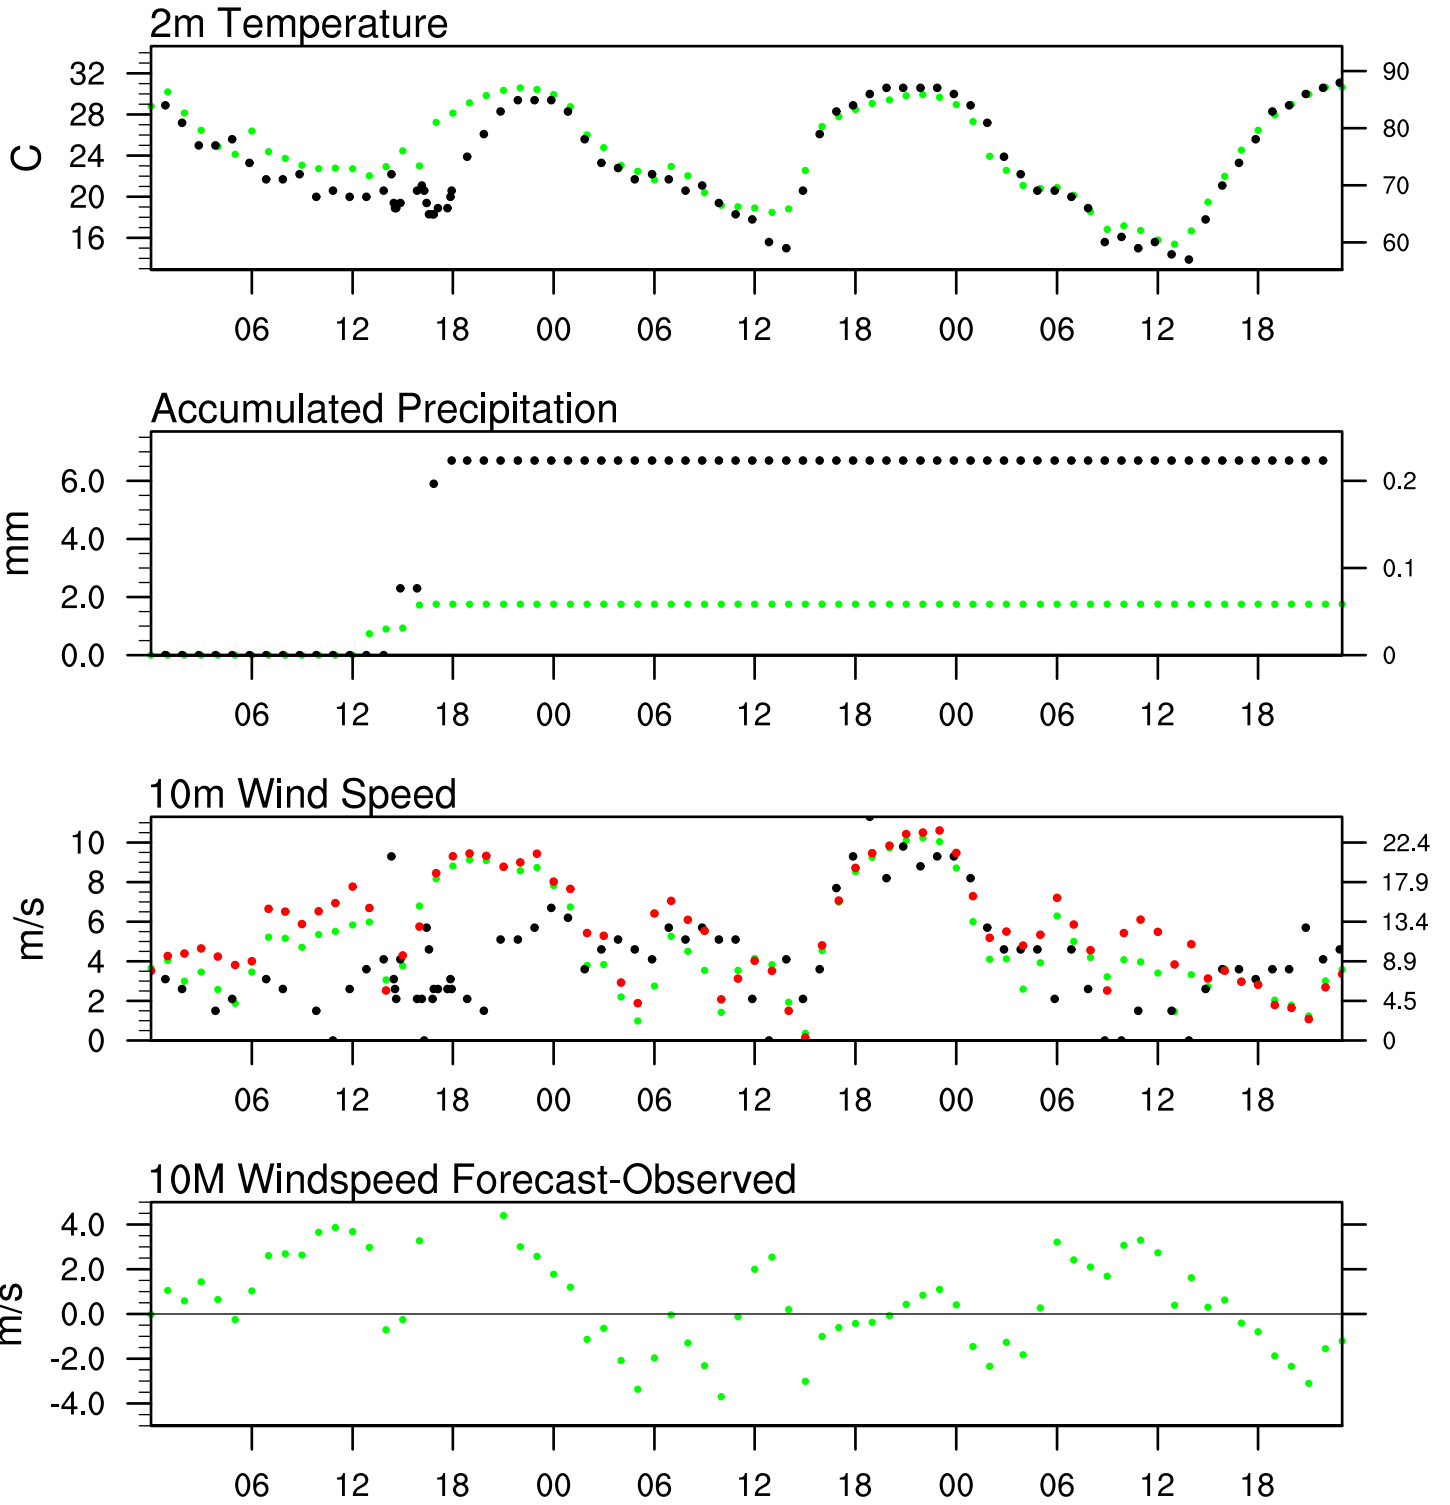 2m Temperature
32
28
24
20
16
C
90
80
70
60
06 12 18 00 06 12 18 00 06 12 18
Accumulated Precipitation
6.0
4.0
2.0
0.0
mm
0.2
0.1
0
06 12 18 00 06 12 18 00 06 12 18
10m Wind Speed
10
8
6
4
2
0
m/s
22.4
17.9
13.4
8.9
4.5
0
06 12 18 00 06 12 18 00 06 12 18
10M Windspeed Forecast-Observed
4.0
2.0
0.0
-2.0
-4.0
m/s
06 12 18 00 06 12 18 00 06 12 18